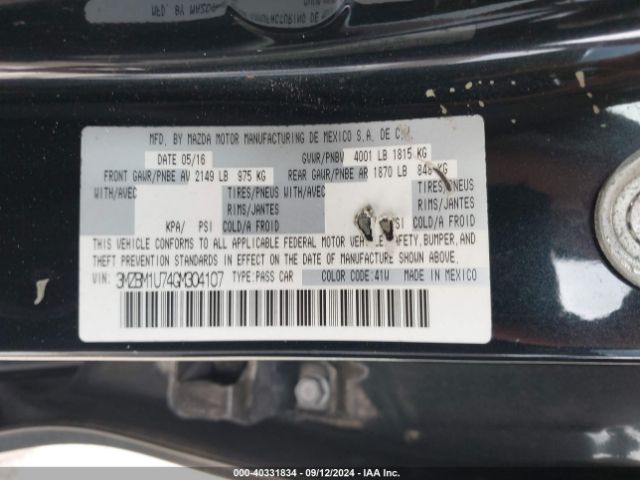 MFD. BY MAZDA MOTOR MANUFACTURING DE MEXICO S.A. DE C.
DATE 05/16 GVWR/PNBV 4001 LB 1815 KG
FRONT GAWR/PNBE AV 2149 LB 975 KG REAR GAWR/PNBE AR 1870 LB 848 KG
WITH/AVEC TIRES/PNEUS WITH/AVEC TIRES/PNEUS
RIMS/JANTES RIMS/JANTES
KPA/ PSI COLD/A FROID PSI COLD/A FROID
THIS VEHICLE CONFORMS TO ALL APPLICABLE FEDERAL MOTOR VEHICLE SAFETY, BUMPER, AND
THEFT PREVENTION STANDARDS IN EFFECT ON THE DATE OF MANUFACTURE SHOWN ABOVE.
VIN: 3MZBM1U74GM304107 TYPE: PASS CAR COLOR CODE: 41W MADE IN MEXICO
000-40331834 - 09/12/2024 - IAA